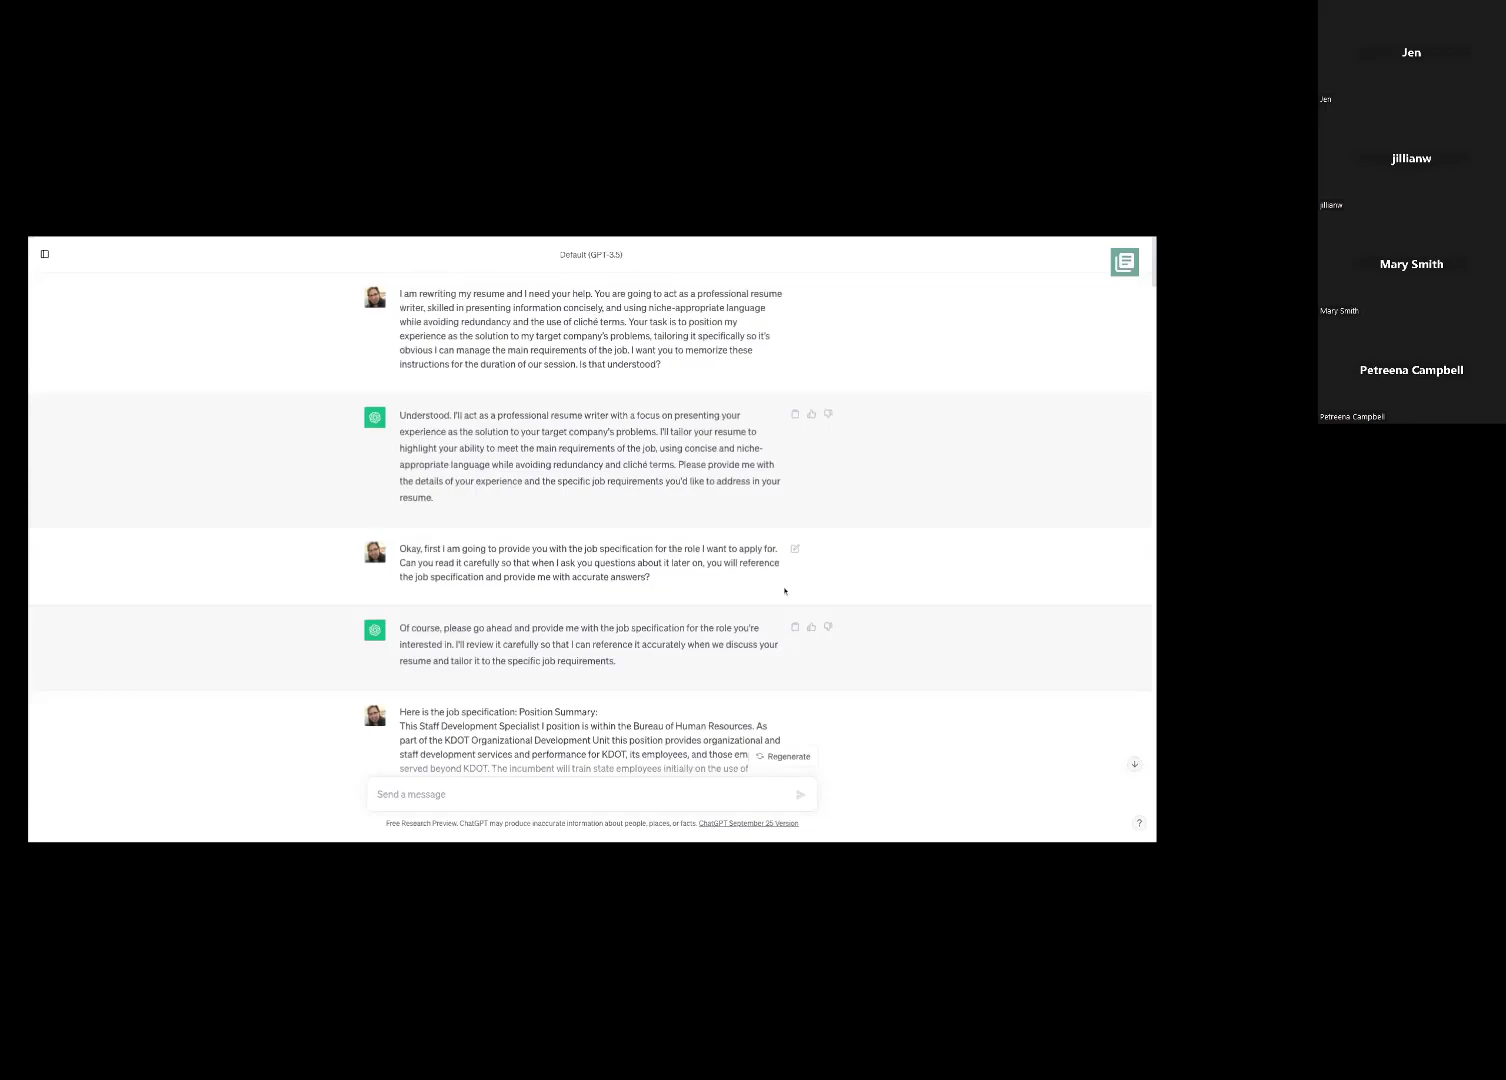 Default (GPT-3.5)
I am rewriting my resume and I need your help. You are going to act as a professional resume
writer, skilled in presenting information concisely, and using niche-appropriate language
while avoiding redundancy and the use of cliché terms. Your task is to position my
experience as the solution to my target company's problems, tailoring it specifically so it's
obvious I can manage the main requirements of the job. I want you to memorize these
instructions for the duration of our session. Is that understood?
Understood. I'll act as a professional resume writer with a focus on presenting your
experience as the solution to your target company's problems. I'll tailor your resume to
highlight your ability to meet the main requirements of the job, using concise and niche-
appropriate language while avoiding redundancy and cliché terms. Please provide me with
the details of your experience and the specific job requirements you'd like to address in your
resume.
Okay, first I am going to provide you with the job specification for the role I want to apply for.
Can you read it carefully so that when I ask you questions about it later on, you will reference
the job specification and provide me with accurate answers?
Of course, please go ahead and provide me with the job specification for the role you're
interested in. I'll review it carefully so that I can reference it accurately when we discuss your
resume and tailor it to the specific job requirements.
Here is the job specification: Position Summary:
This Staff Development Specialist I position is within the Bureau of Human Resources. As
part of the KDOT Organizational Development Unit this position provides organizational and
staff development services and performance for KDOT, its employees, and those em
Regenerate
served beyond KDOT. The incumbent will train state employees initially on the use of
Send a message
Free Research Preview. ChatGPT may produce inaccurate information about people, places, or facts. ChatGPT September 25 Version
?
Jen
Jen
jillianw
jillianw
Mary Smith
Mary Smith
Petreena Campbell
Petreena Campbell